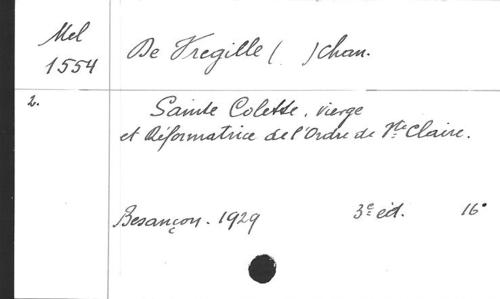 Mel
1554
De Vregille ( ) chan.
2.
Sainte Colette, vierge
et Réformatrice de l'Ordre de Ste Claire.
Besançon. 1929
3e éd.
16°